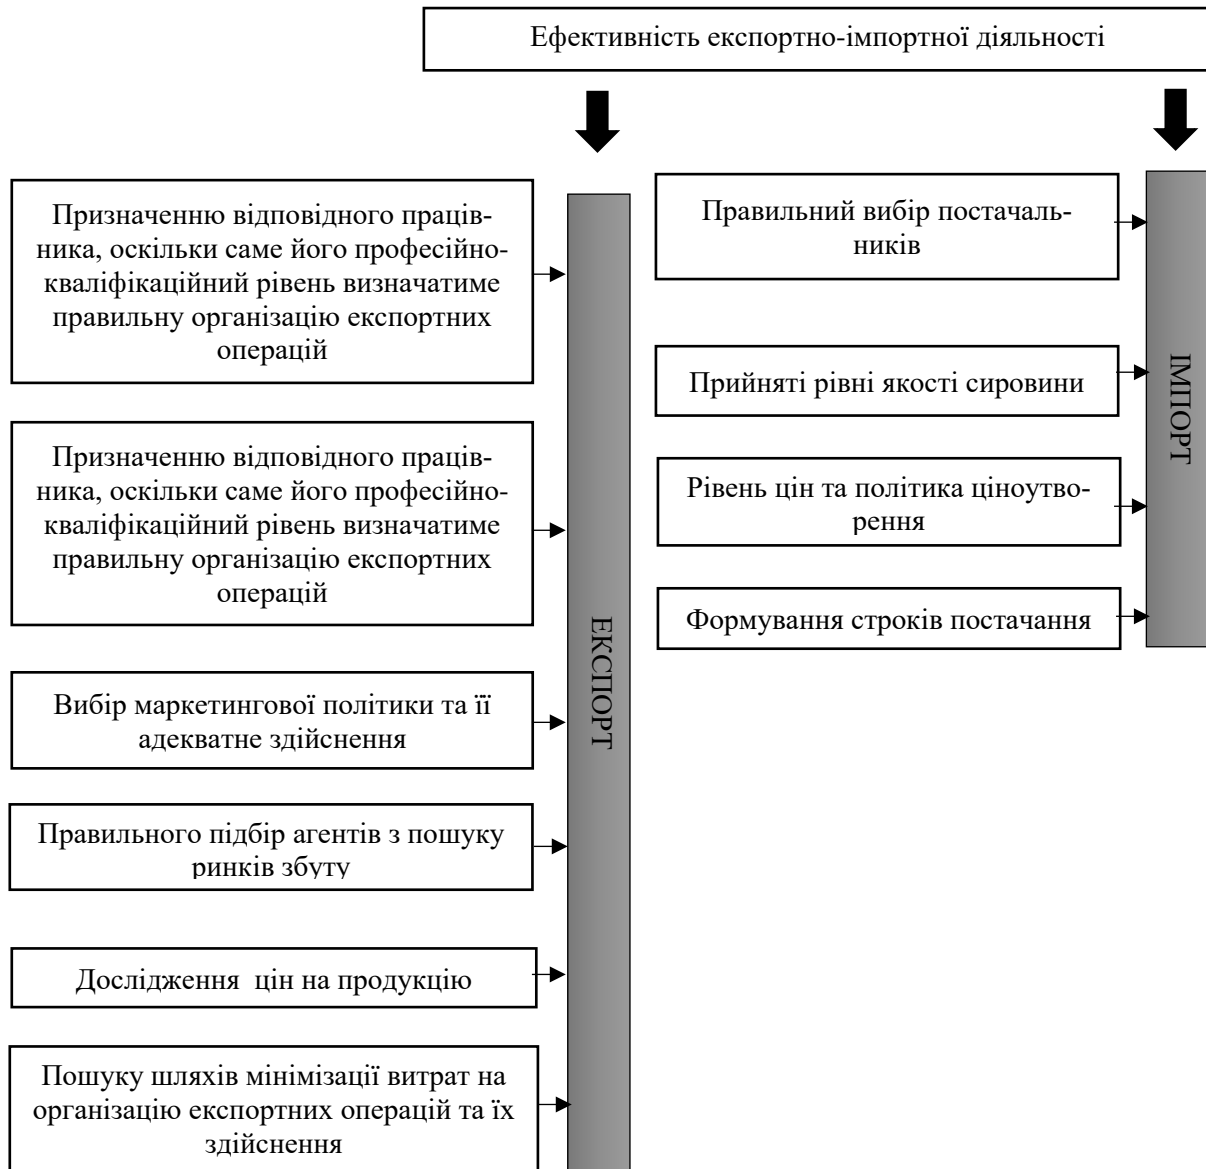 Ефективність експортно-імпортної діяльності
Призначенню відповідного праців-
ника, оскільки саме його професійно-
кваліфікаційний рівень визначатиме
правильну організацію експортних
операцій
Призначенню відповідного праців-
ника, оскільки саме його професійно-
кваліфікаційний рівень визначатиме
правильну організацію експортних
операцій
Вибір маркетингової політики та її
адекватне здійснення
Правильного підбір агентів з пошуку
ринків збуту
Дослідження  цін на продукцію
Пошуку шляхів мінімізації витрат на
організацію експортних операцій та їх
здійснення
ЕКСПОРТ
Правильний вибір постачаль-
ників
Прийняті рівні якості сировини
Рівень цін та політика ціноутво-
рення
Формування строків постачання
ІМПОРТ